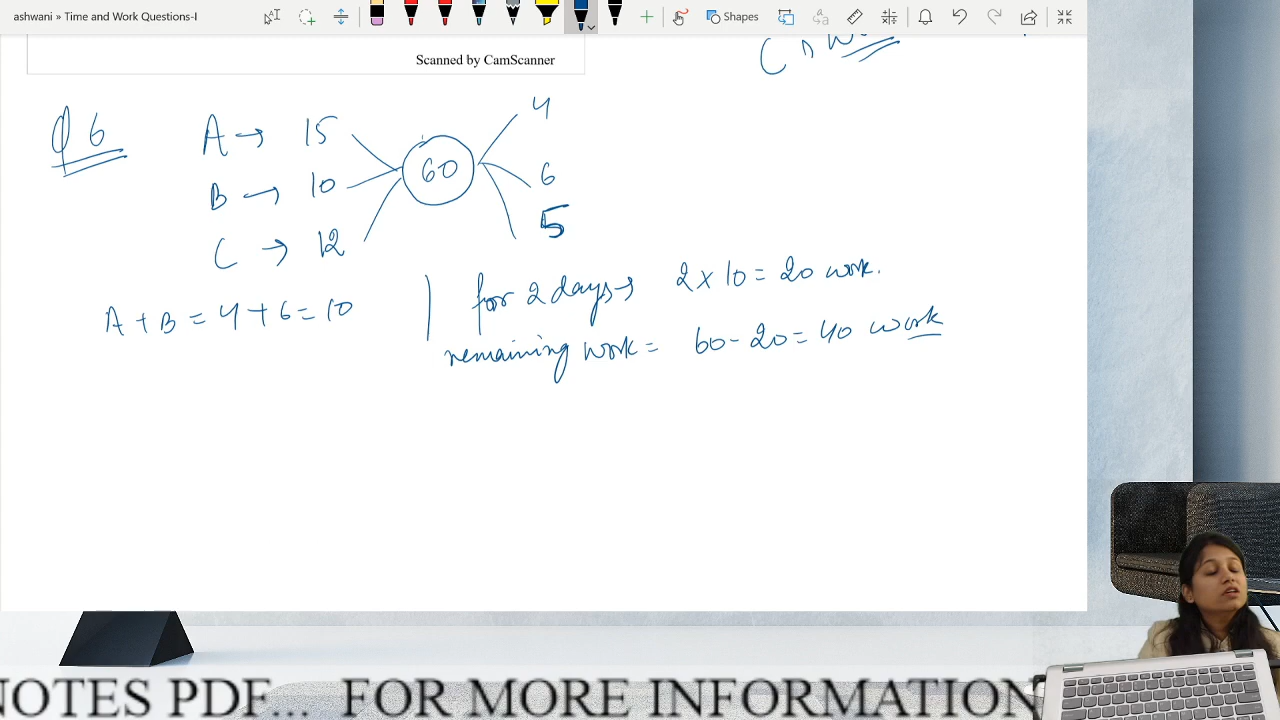 ashwani » Time and Work Questions-I
Shapes
Scanned by CamScanner
Q 6
A → 15
B → 10
C → 12
60
4
6
5
A + B = 4 + 6 = 10
for 2 days → 2 x 10 = 20 work.
remaining work = 60 - 20 = 40 work
NOTES PDF... FOR MORE INFORMATION